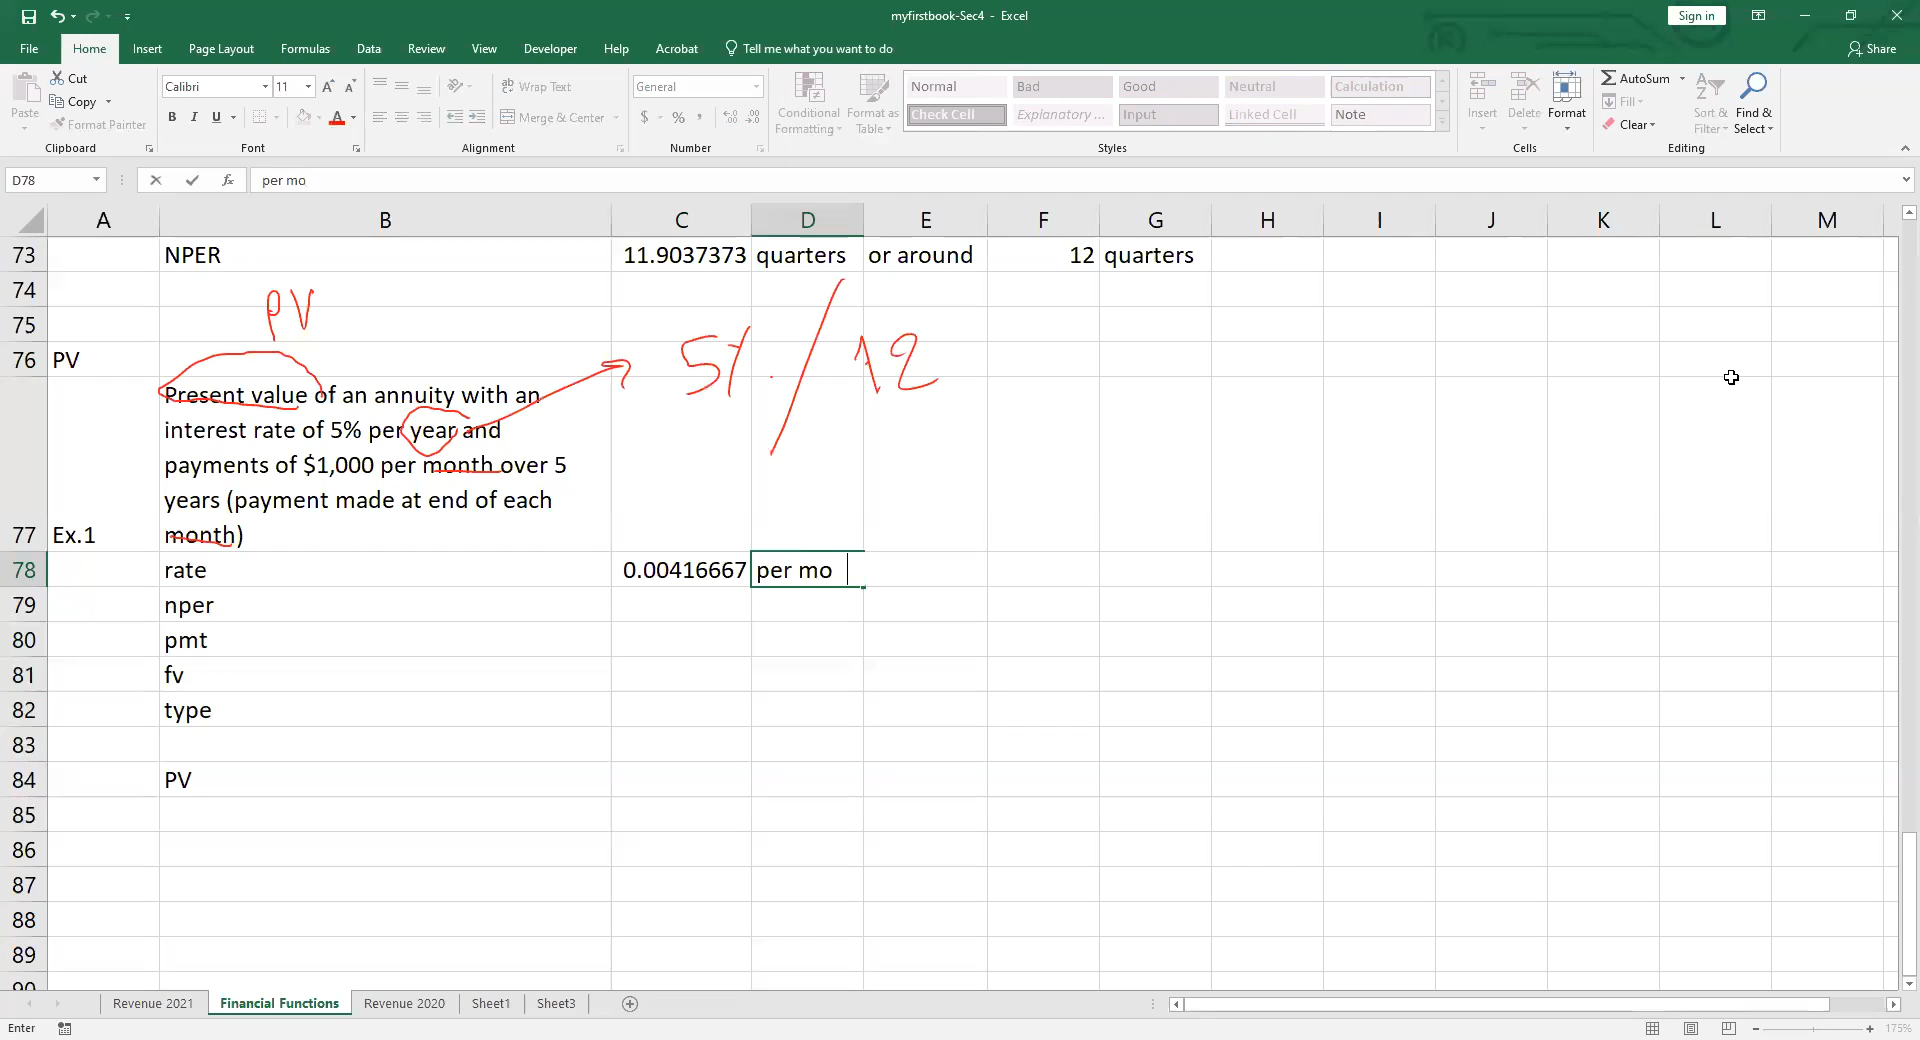 myfirstbook-Sec4 - Excel
Sign in
File Home Insert Page Layout Formulas Data Review View Developer Help Acrobat Tell me what you want to do
Share
Paste
Cut
Copy
Format Painter
Clipboard
Calibri 11 A A
B I U A
Font
ab Wrap Text
Merge & Center
Alignment
General
$ % ,
.00
Number
Conditional Formatting
Format as Table
Normal Bad Good Neutral Calculation
Check Cell Explanatory ... Input Linked Cell Note
Styles
Insert Delete Format
Cells
AutoSum
Fill
Clear
Sort & Filter
Find & Select
Editing
D78 fx per mo
A B C D E F G H I J K L M
73 NPER 11.9037373 quarters or around 12 quarters
74
PV
75
5% / 12
76 PV
Present value of an annuity with an
interest rate of 5% per year and
payments of $1,000 per month over 5
years (payment made at end of each
77 Ex.1 month)
78 rate 0.00416667 per mo
79 nper
80 pmt
81 fv
82 type
83
84 PV
85
86
87
88
89
90
Revenue 2021 Financial Functions Revenue 2020 Sheet1 Sheet3
Enter
175%